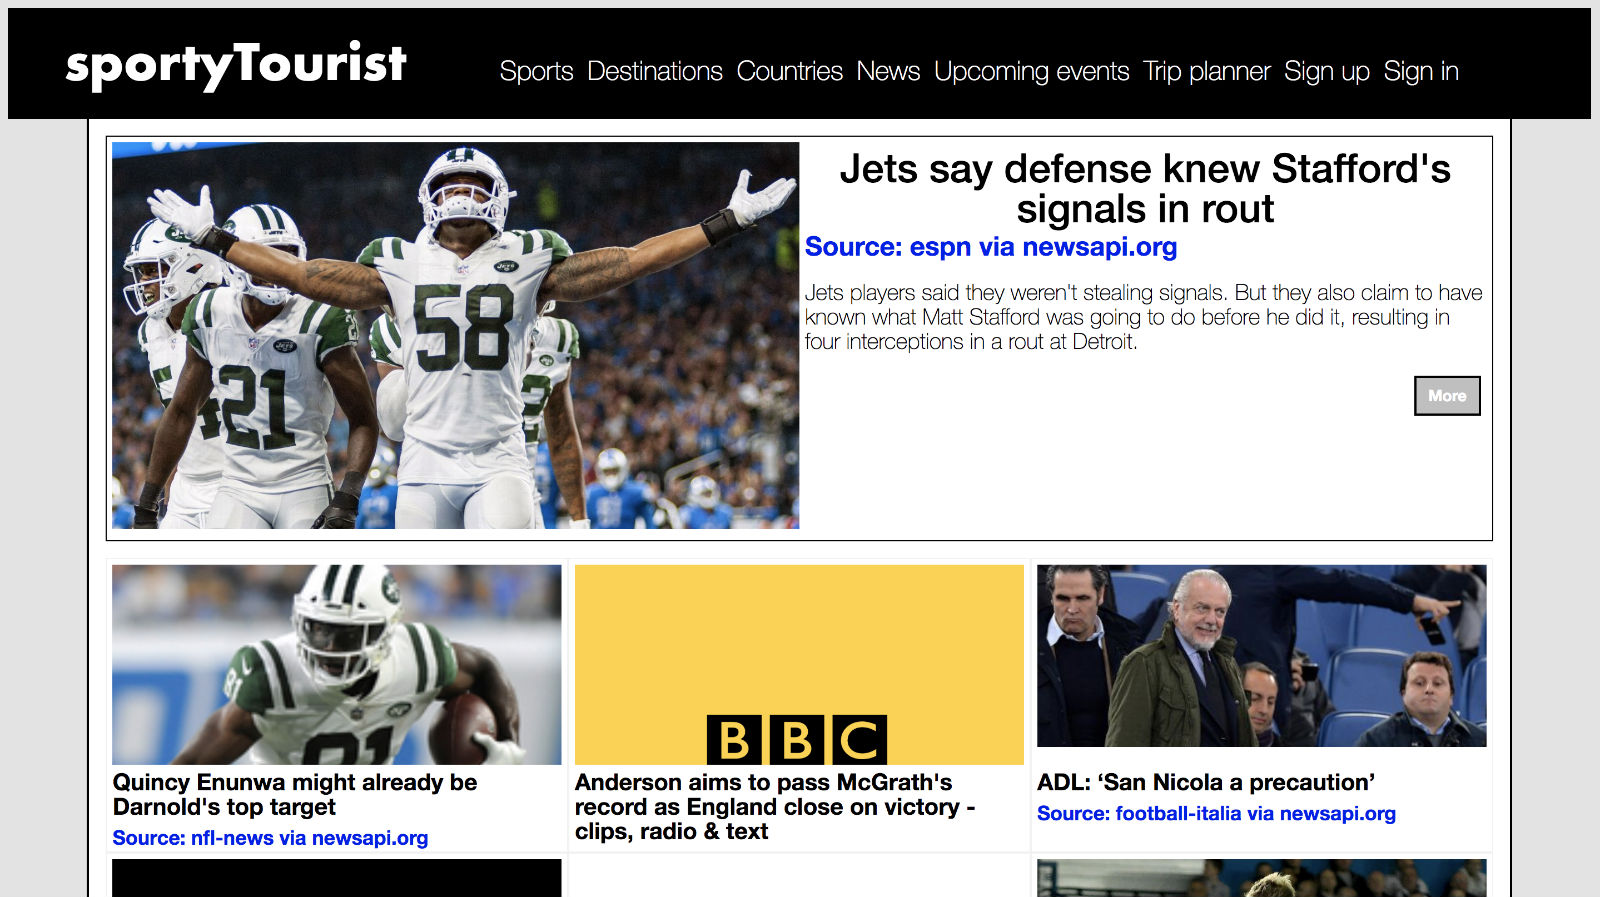 sportyTourist
Sports Destinations Countries News Upcoming events Trip planner Sign up Sign in
JETS
58
21
JETS
Jets say defense knew Stafford's
signals in rout
Source: espn via newsapi.org
Jets players said they weren't stealing signals. But they also claim to have
known what Matt Stafford was going to do before he did it, resulting in
four interceptions in a rout at Detroit.
More
81
BBC
Quincy Enunwa might already be
Darnold's top target
Source: nfl-news via newsapi.org
Anderson aims to pass McGrath's
record as England close on victory -
clips, radio & text
ADL: ‘San Nicola a precaution’
Source: football-italia via newsapi.org